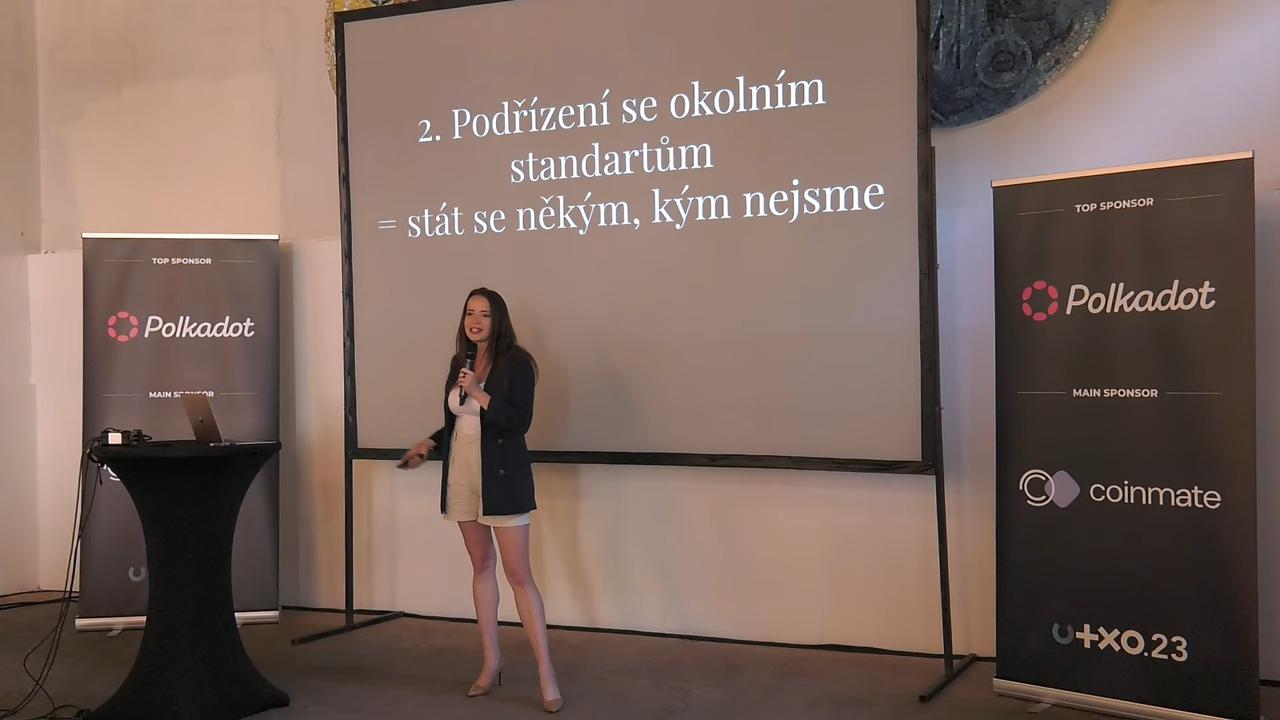 2. Podřízení se okolním
standartům
= stát se někým, kým nejsme
TOP SPONSOR
Polkadot
MAIN SPONSOR
TOP SPONSOR
Polkadot
MAIN SPONSOR
coinmate
utxo.23